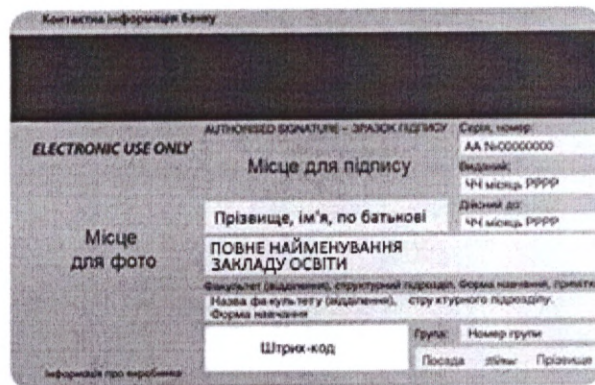 Контактна інформація банку
AUTHORISED SIGNATURE – ЗРАЗОК ПІДПИСУ
Серія, номер:
ELECTRONIC USE ONLY
АА №00000000
Місце для підпису
Виданий:
ЧЧ місяць РРРР
Дійсний до:
Прізвище, ім'я, по батькові
ЧЧ місяць РРРР
Місце
для фото
ПОВНЕ НАЙМЕНУВАННЯ
ЗАКЛАДУ ОСВІТИ
Факультет (відділення), структурний підрозділ, Форма навчання,
Назва факультету (відділення), структурного підрозділу.
Форма навчання
Штрих-код
Група:
Номер групи
Посада
Прізвище
Інформація про виробника